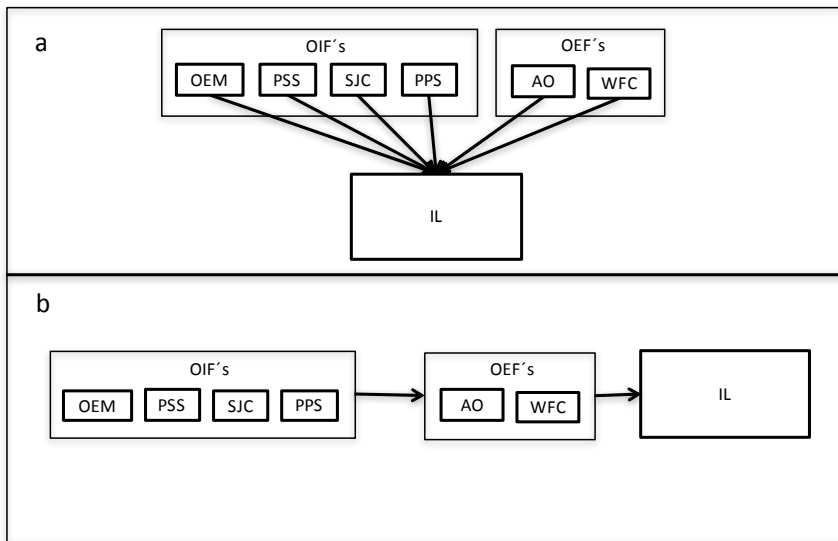 a
OIF´s
OEF´s
OEM PSS SJC PPS
AO WFC
IL
b
OIF´s
OEF´s
IL
OEM PSS SJC PPS
AO WFC